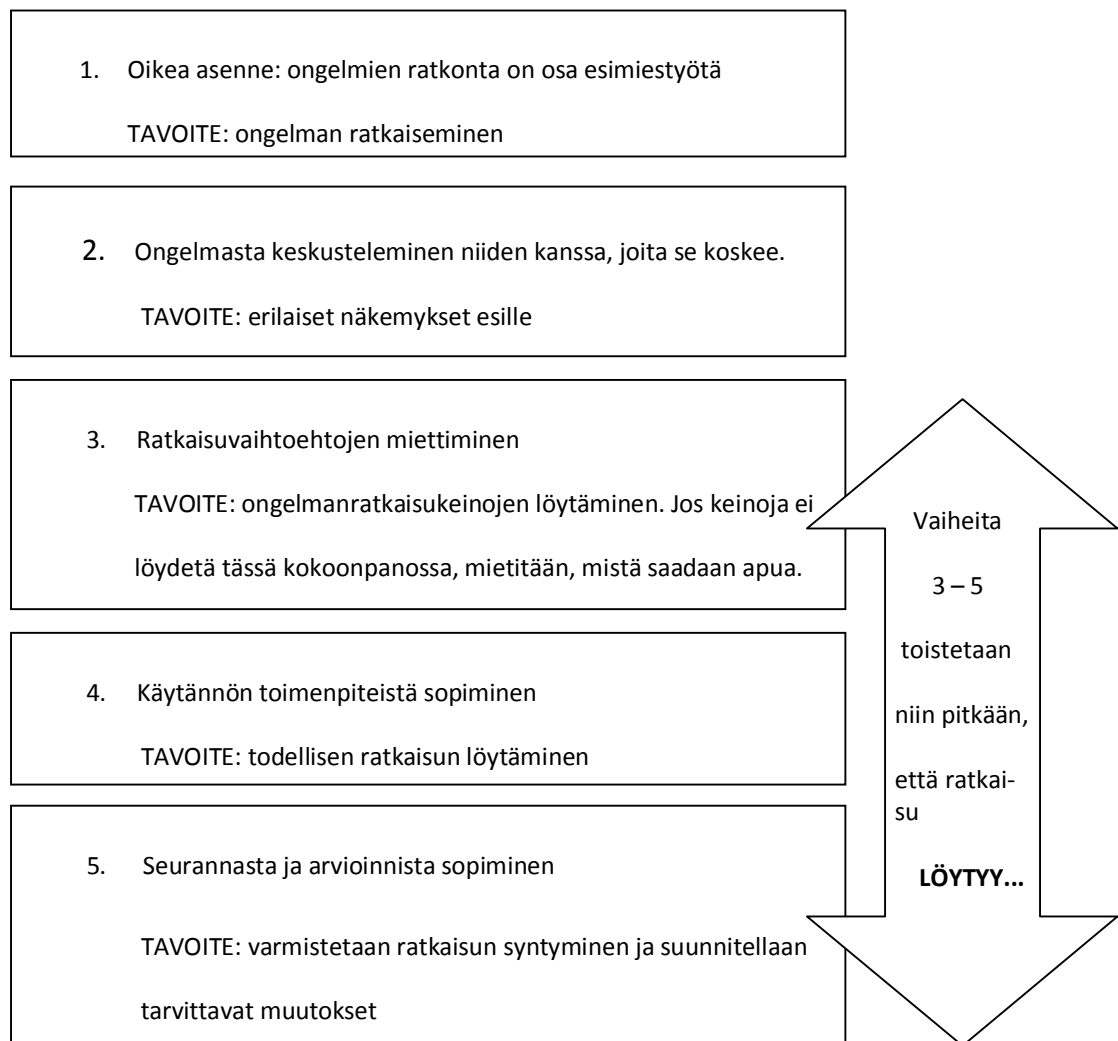 1. Oikea asenne: ongelmien ratkonta on osa esimiestyötä
TAVOITE: ongelman ratkaiseminen
2. Ongelmasta keskusteleminen niiden kanssa, joita se koskee.
TAVOITE: erilaiset näkemykset esille
3. Ratkaisuvaihtoehtojen miettiminen
TAVOITE: ongelmanratkaisukeinojen löytäminen. Jos keinoja ei
löydetä tässä kokoonpanossa, mietitään, mistä saadaan apua.
4. Käytännön toimenpiteistä sopiminen
TAVOITE: todellisen ratkaisun löytäminen
5. Seurannasta ja arvioinnista sopiminen
TAVOITE: varmistetaan ratkaisun syntyminen ja suunnitellaan
tarvittavat muutokset
Vaiheita
3 – 5
toistetaan
niin pitkään,
että ratkai-
su
LÖYTYY...